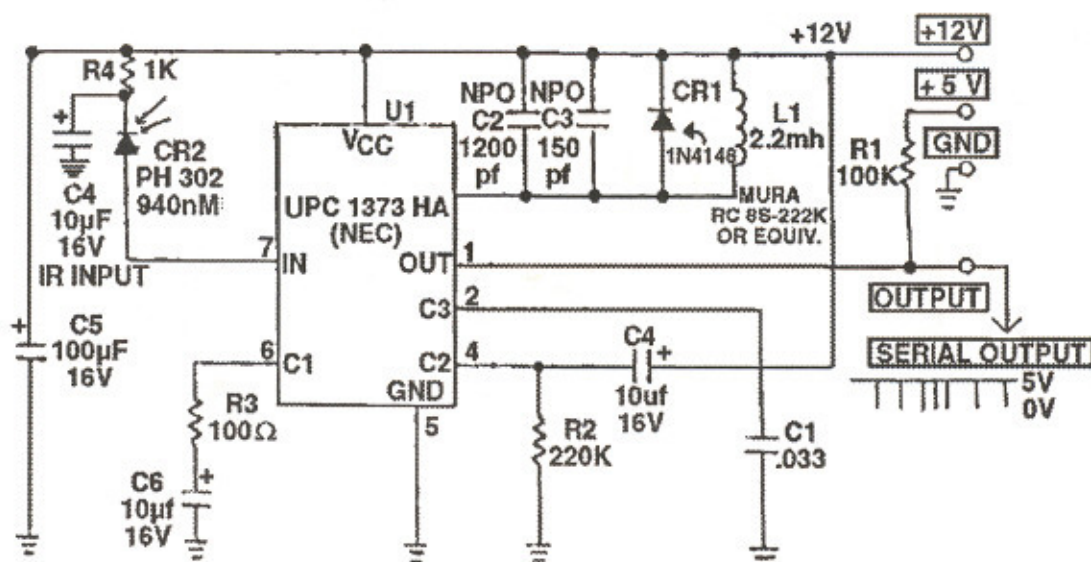 +12V
+12V
R4
1K
+
+ 5 V
U1
NPO
NPO
CR1
C2
C3
L1
VCC
1200
150
1N4148
2.2mh
R1
GND
CR2
100K
C4
PH 302
pf
pf
10µF
940nM
16V
UPC 1373 HA
(NEC)
MURA
RC 8S-222K
OR EQUIV.
IR INPUT
7
IN
OUT
1
OUTPUT
C3
2
+
C5
100µF
16V
6
C1
C2
4
C4
+
10uf
16V
SERIAL OUTPUT
5V
0V
GND
5
R3
100Ω
R2
220K
C1
.033
C6
+
10µf
16V